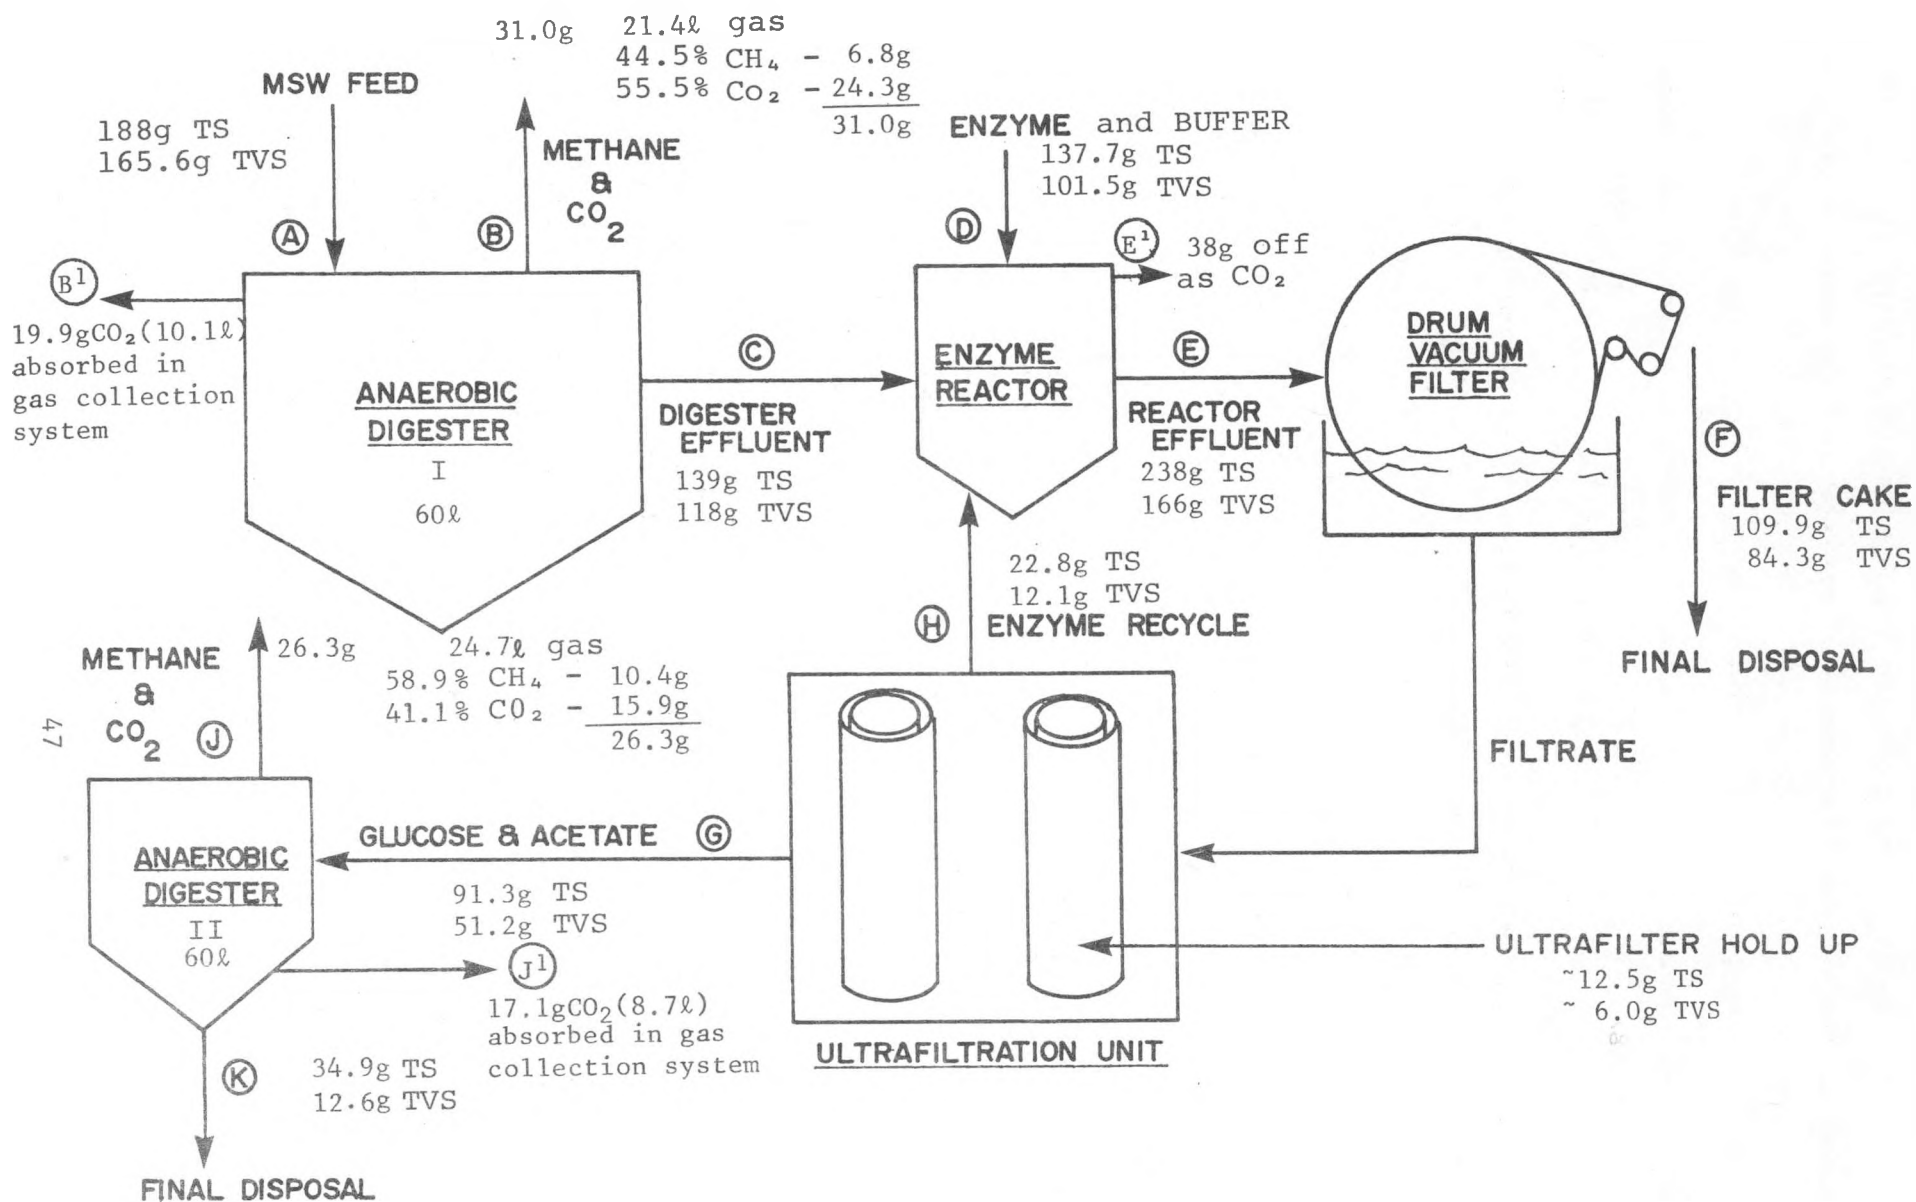 31.0g 21.4ℓ gas
44.5% CH₄ - 6.8g
55.5% Co₂ - 24.3g
31.0g
MSW FEED
188g TS
165.6g TVS
METHANE
&
CO₂
ENZYME and BUFFER
137.7g TS
101.5g TVS
A
B
D
E¹
38g off
as CO₂
B¹
19.9gCO₂(10.1ℓ)
absorbed in
gas collection
system
ANAEROBIC
DIGESTER
I
60ℓ
C
DIGESTER
EFFLUENT
139g TS
118g TVS
ENZYME
REACTOR
E
REACTOR
EFFLUENT
238g TS
166g TVS
DRUM
VACUUM
FILTER
F
FILTER CAKE
109.9g TS
84.3g TVS
FINAL DISPOSAL
22.8g TS
12.1g TVS
H
ENZYME RECYCLE
METHANE
&
CO₂
J
26.3g
24.7ℓ gas
58.9% CH₄ - 10.4g
41.1% CO₂ - 15.9g
26.3g
47
FILTRATE
GLUCOSE & ACETATE G
91.3g TS
51.2g TVS
ANAEROBIC
DIGESTER
II
60ℓ
J¹
17.1gCO₂(8.7ℓ)
absorbed in gas
collection system
ULTRAFILTER HOLD UP
~12.5g TS
~ 6.0g TVS
ULTRAFILTRATION UNIT
K
34.9g TS
12.6g TVS
FINAL DISPOSAL